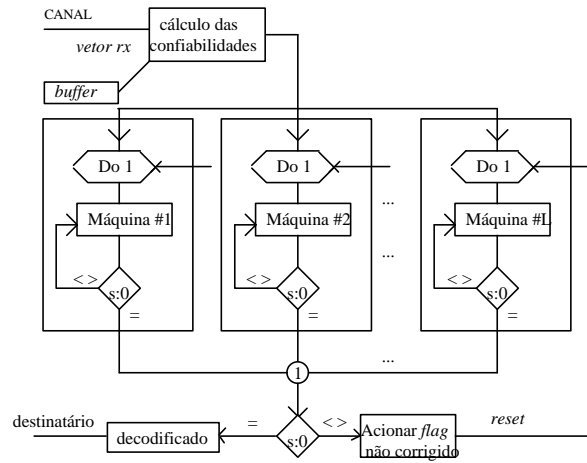 CANAL
vetor rx
cálculo das
confiabilidades
buffer
Do 1
Do 1
...
Do 1
Máquina #1
Máquina #2
Máquina #L
...
< >
s:0
=
< >
s:0
=
< >
s:0
=
...
1
destinatário
decodificado
=
s:0
< >
Acionar flag
não corrigido
reset